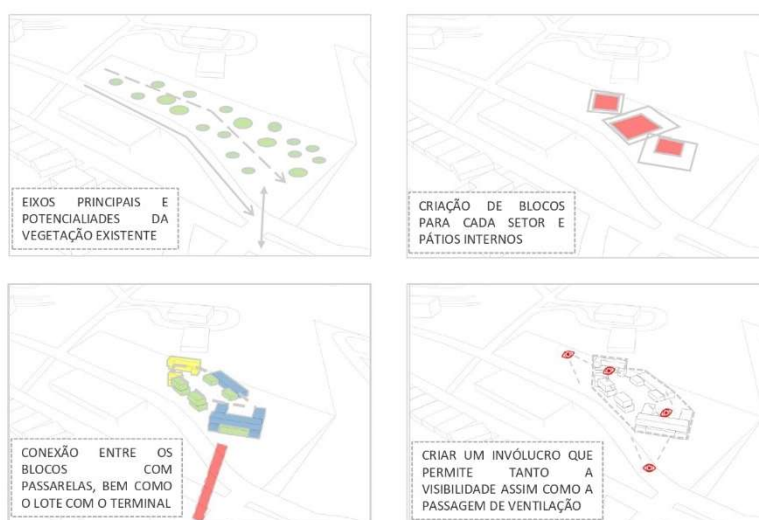 EIXOS PRINCIPAIS E
POTENCIALIADES DA
VEGETAÇÃO EXISTENTE
CRIAÇÃO DE BLOCOS
PARA CADA SETOR E
PÁTIOS INTERNOS
CONEXÃO ENTRE OS
BLOCOS COM
PASSARELAS, BEM COMO
O LOTE COM O TERMINAL
CRIAR UM INVÓLUCRO QUE
PERMITE TANTO A
VISIBILIDADE ASSIM COMO A
PASSAGEM DE VENTILAÇÃO